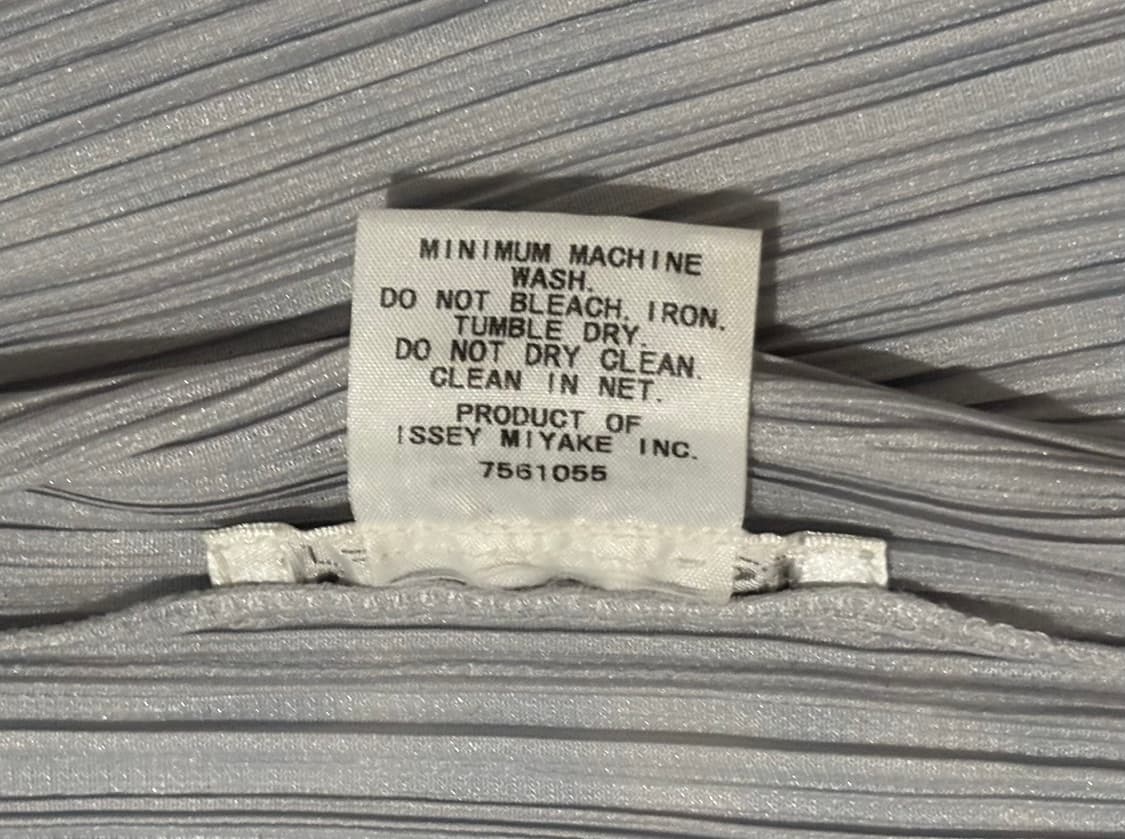 MINIMUM MACHINE
WASH.
DO NOT BLEACH. IRON.
TUMBLE DRY.
DO NOT DRY CLEAN.
CLEAN IN NET.
PRODUCT OF
ISSEY MIYAKE INC.
7561055